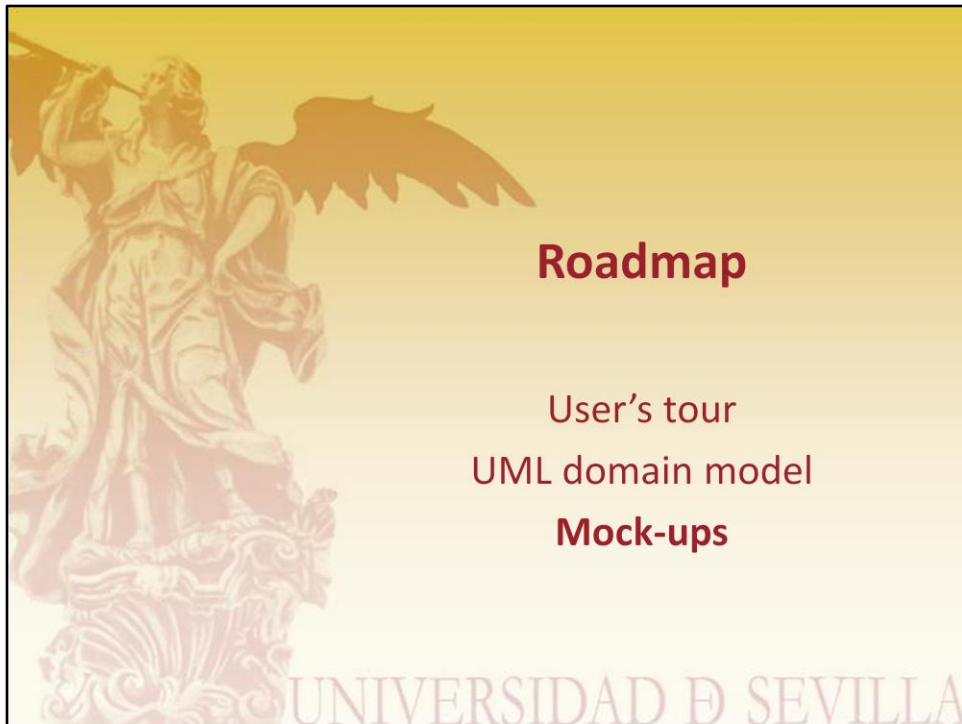 Roadmap
User’s tour
UML domain model
Mock-ups
UNIVERSIDAD Ð SEVILLA